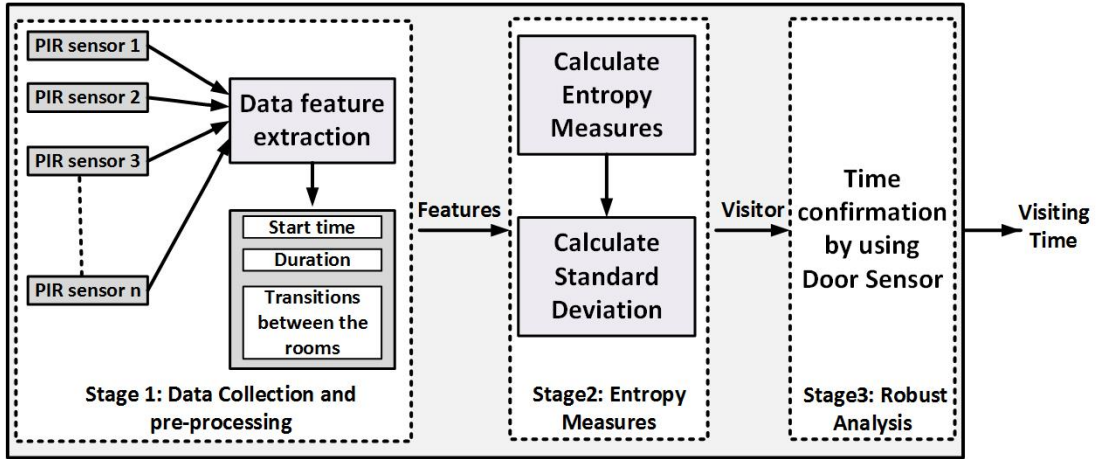 PIR sensor 1
PIR sensor 2
PIR sensor 3
PIR sensor n
Data feature
extraction
Start time
Duration
Transitions
between the
rooms
Stage 1: Data Collection and
pre-processing
Features
Calculate
Entropy
Measures
Calculate
Standard
Deviation
Stage2: Entropy
Measures
Visitor
Time
confirmation
by using
Door Sensor
Stage3: Robust
Analysis
Visiting
Time